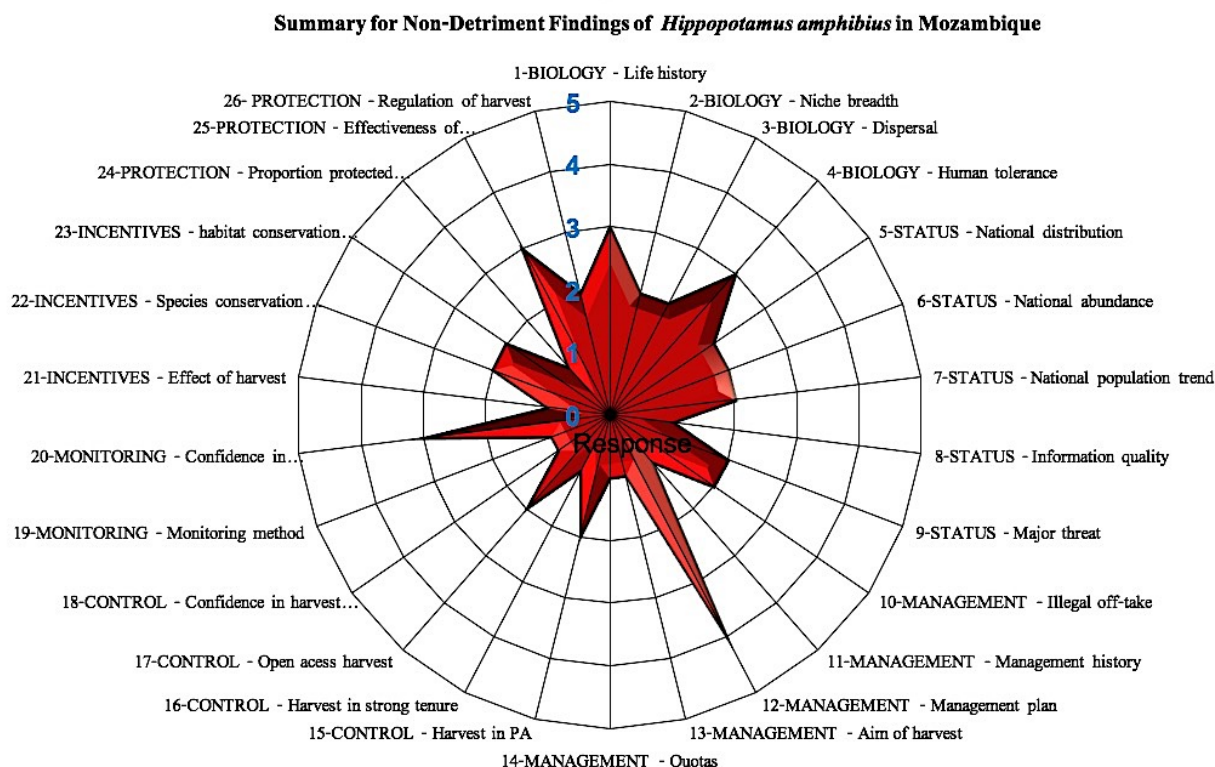 Summary for Non-Detriment Findings of Hippopotamus amphibius in Mozambique
1-BIOLOGY - Life history
2-BIOLOGY - Niche breadth
3-BIOLOGY - Dispersal
4-BIOLOGY - Human tolerance
5-STATUS - National distribution
6-STATUS - National abundance
7-STATUS - National population trend
8-STATUS - Information quality
9-STATUS - Major threat
10-MANAGEMENT - Illegal off-take
11-MANAGEMENT - Management history
12-MANAGEMENT - Management plan
13-MANAGEMENT - Aim of harvest
14-MANAGEMENT - Quotas
15-CONTROL - Harvest in PA
16-CONTROL - Harvest in strong tenure
17-CONTROL - Open acess harvest
18-CONTROL - Confidence in harvest…
19-MONITORING - Monitoring method
20-MONITORING - Confidence in…
21-INCENTIVES - Effect of harvest
22-INCENTIVES - Species conservation…
23-INCENTIVES - habitat conservation…
24-PROTECTION - Proportion protected…
25-PROTECTION - Effectiveness of…
26- PROTECTION - Regulation of harvest
5
4
3
2
1
0
Response